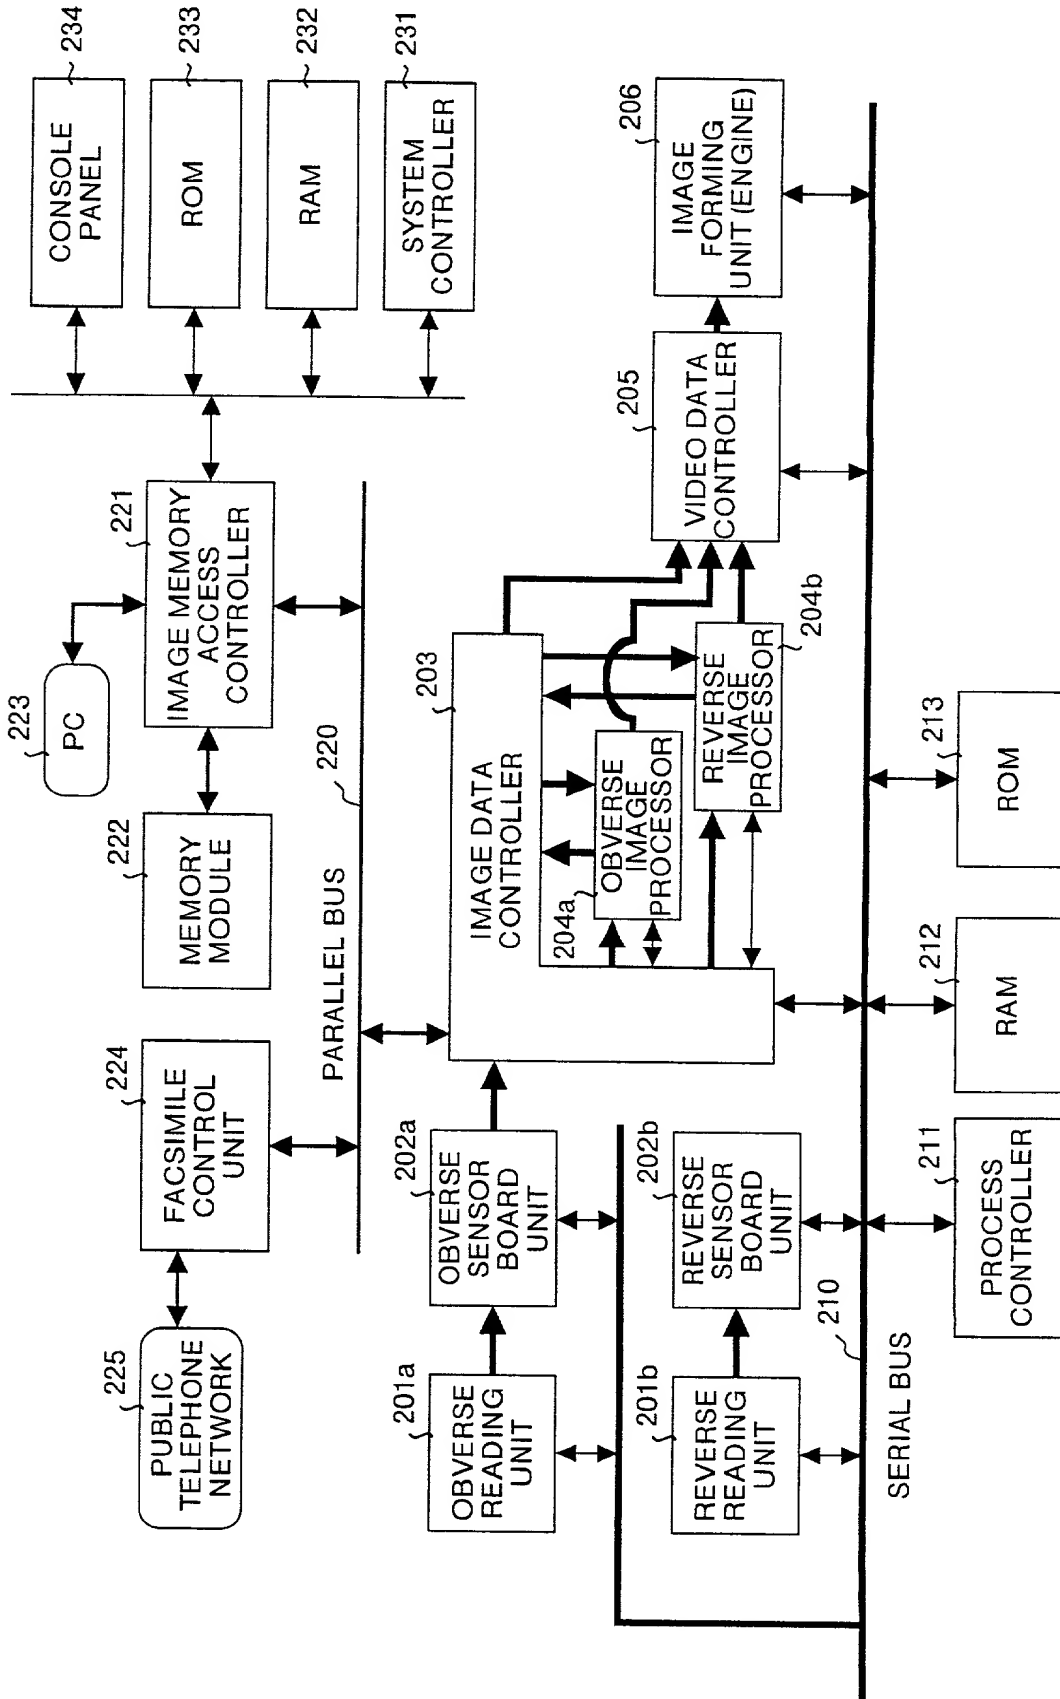 225
PUBLIC
TELEPHONE
NETWORK
224
FACSIMILE
CONTROL
UNIT
222
MEMORY
MODULE
223
PC
221
IMAGE MEMORY
ACCESS
CONTROLLER
234
CONSOLE
PANEL
233
ROM
232
RAM
231
SYSTEM
CONTROLLER
PARALLEL BUS
220
201a
OBVERSE
READING
UNIT
202a
OBVERSE
SENSOR
BOARD
UNIT
203
IMAGE DATA
CONTROLLER
204a
OBVERSE
IMAGE
PROCESSOR
204b
REVERSE
IMAGE
PROCESSOR
205
VIDEO DATA
CONTROLLER
206
IMAGE
FORMING
UNIT (ENGINE)
201b
REVERSE
READING
UNIT
202b
REVERSE
SENSOR
BOARD
UNIT
210
SERIAL BUS
211
PROCESS
CONTROLLER
212
RAM
213
ROM